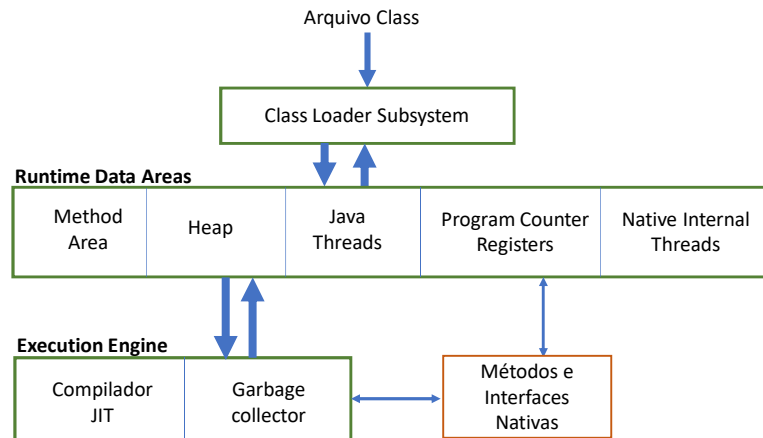 Arquivo Class
Class Loader Subsystem
Runtime Data Areas
Method
Area
Heap
Java
Threads
Program Counter
Registers
Native Internal
Threads
Execution Engine
Compilador
JIT
Garbage
collector
Métodos e
Interfaces
Nativas